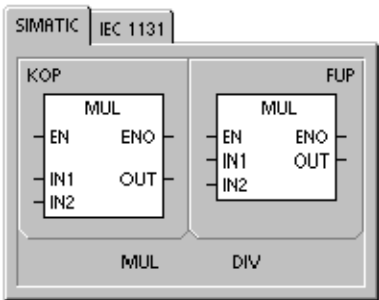 SIMATIC IEC 1131
KOP FUP
MUL MUL
EN ENO EN ENO
IN1 OUT IN1 OUT
IN2 IN2
MUL DIV